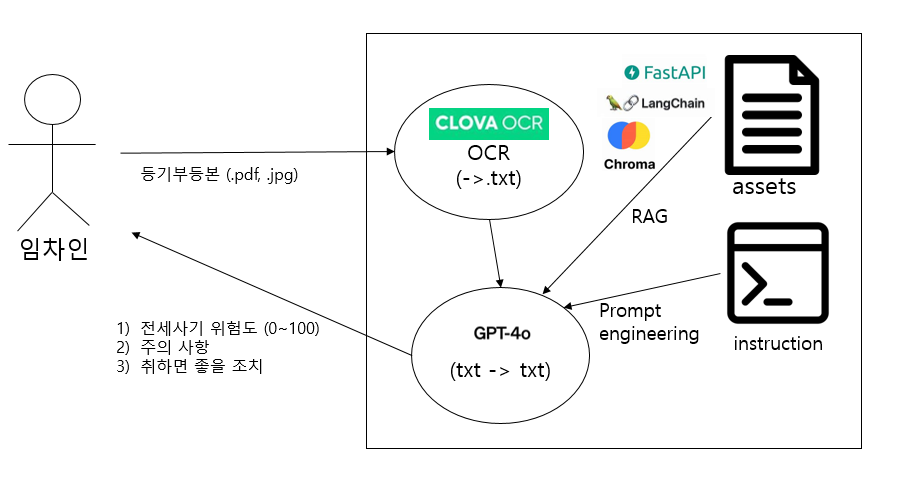 임차인
등기부등본 (.pdf, .jpg)
CLOVA OCR
OCR
(->.txt)
FastAPI
LangChain
Chroma
assets
RAG
Prompt
engineering
instruction
GPT-4o
(txt -> txt)
1) 전세사기 위험도 (0~100)
2) 주의 사항
3) 취하면 좋을 조치